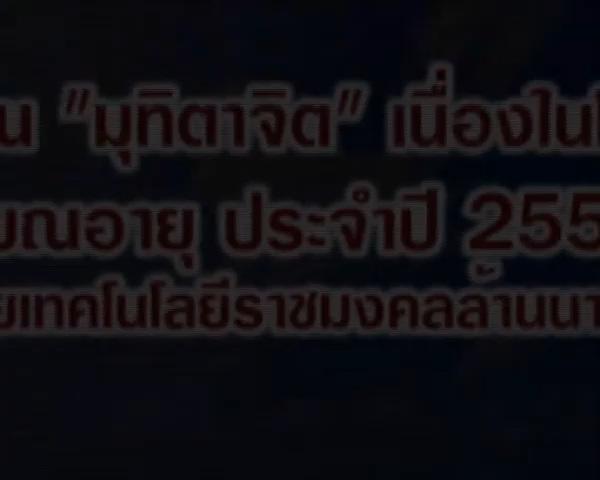 น "มุทิตาจิต" เนื่องใน
ยณอายุ ประจำปี 255
ยเทคโนโลยีราชมงคลล้านนา